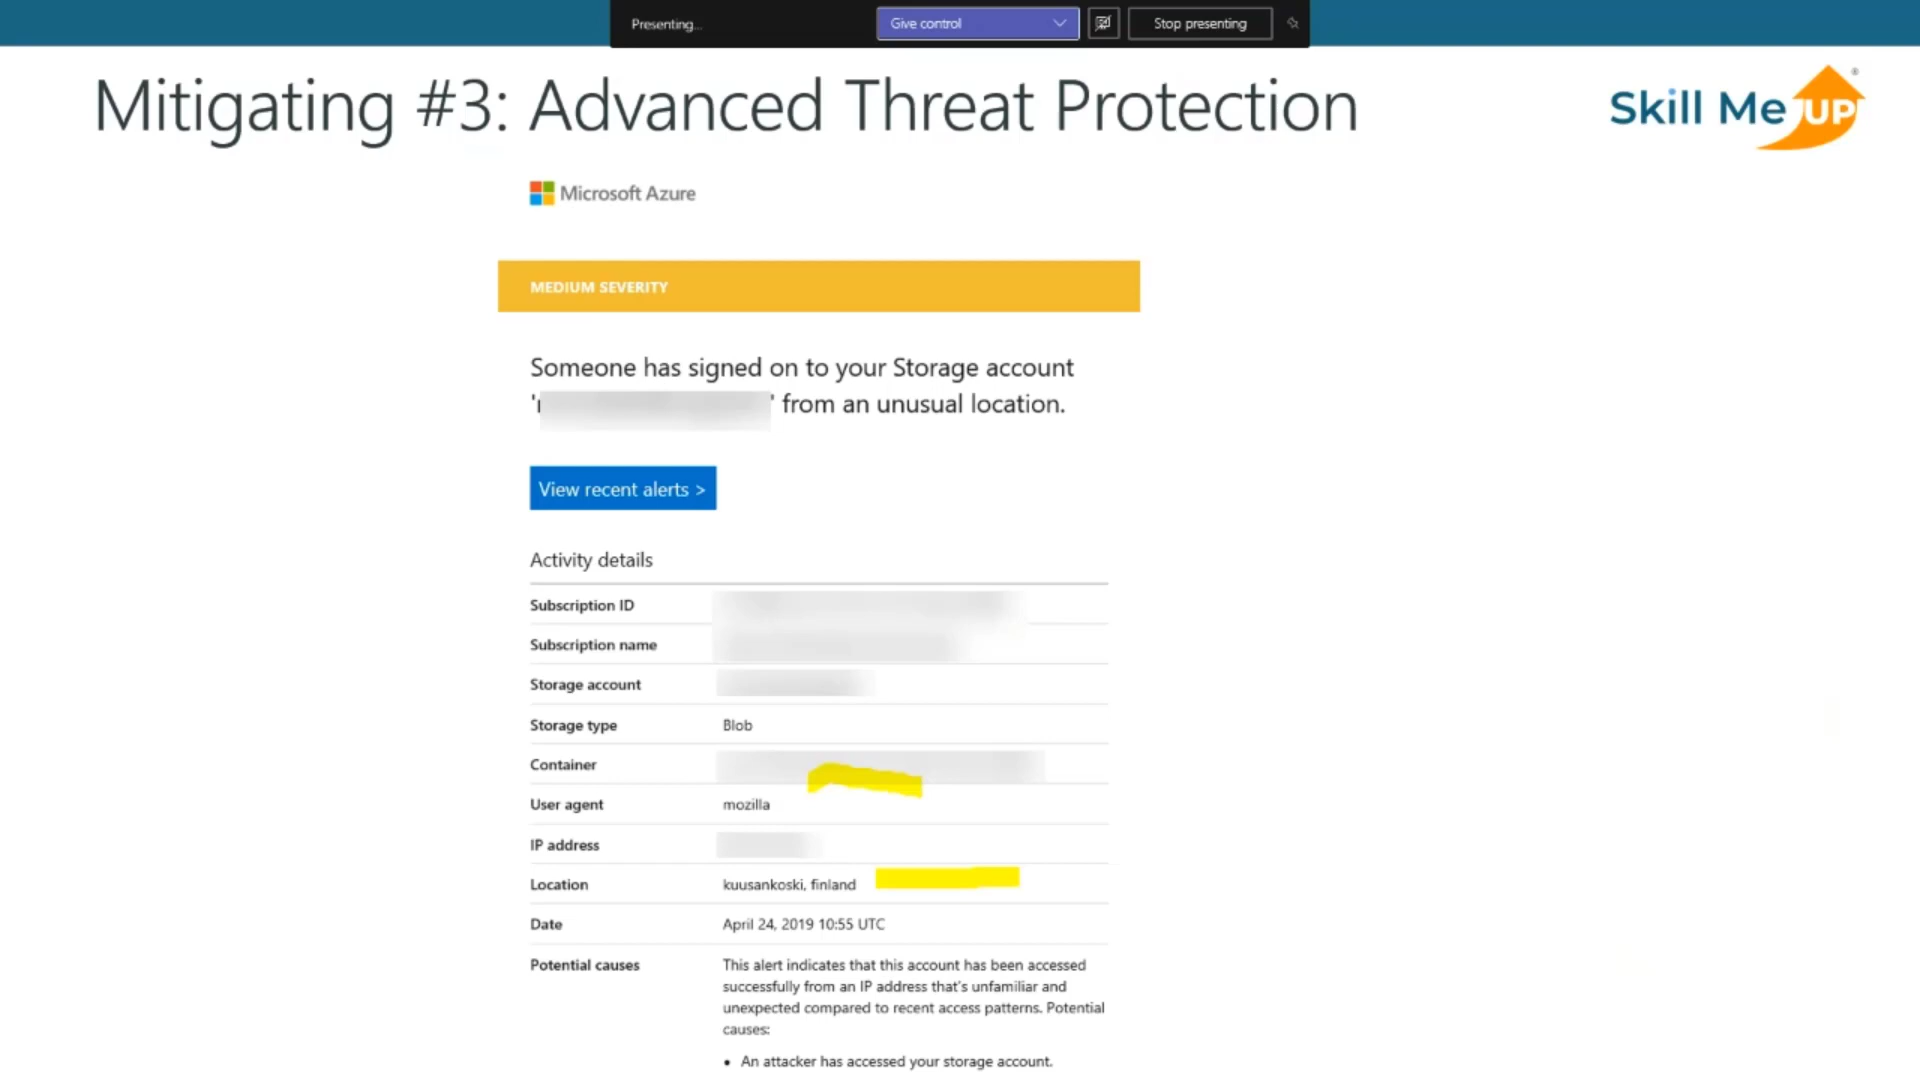 Presenting...
Give control
Stop presenting
Mitigating #3: Advanced Threat Protection
Skill Me UP
®
Microsoft Azure
MEDIUM SEVERITY
Someone has signed on to your Storage account
' ' from an unusual location.
View recent alerts >
Activity details
Subscription ID
Subscription name
Storage account
Storage type Blob
Container
User agent mozilla
IP address
Location kuusankoski, finland
Date April 24, 2019 10:55 UTC
Potential causes This alert indicates that this account has been accessed
successfully from an IP address that's unfamiliar and
unexpected compared to recent access patterns. Potential
causes:
• An attacker has accessed your storage account.